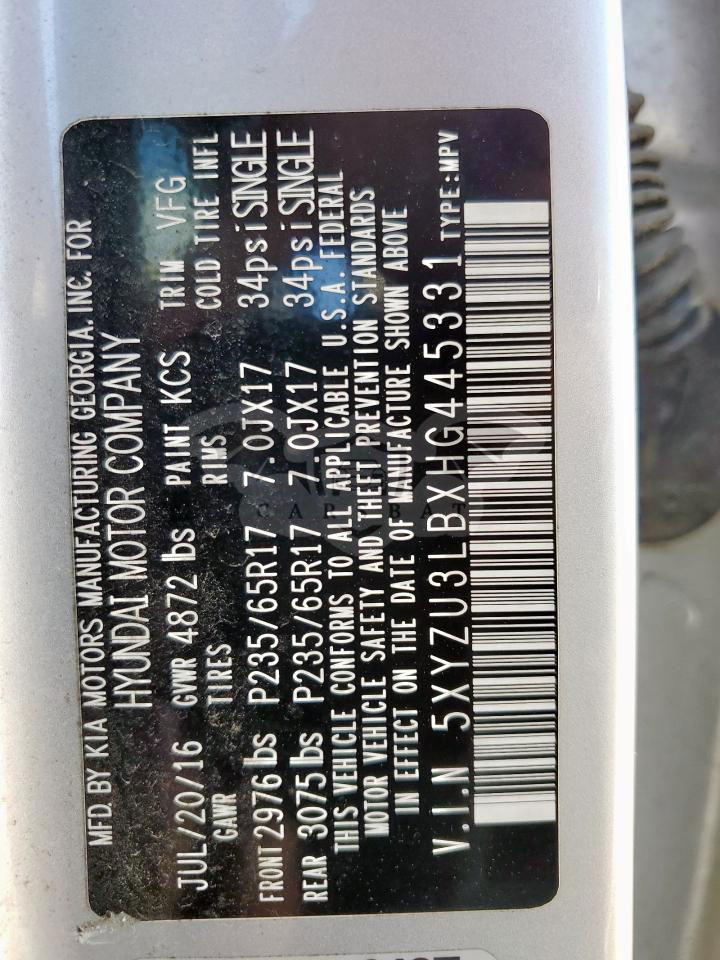 MFD. BY KIA MOTORS MANUFACTURING GEORGIA. INC. FOR
HYUNDAI MOTOR COMPANY
JUL/20/16 GVWR 4872 lbs PAINT KCS TRIM VFG
GAWR TIRES RIMS COLD TIRE INFL
FRONT 2976 lbs P235/65R17 7.0JX17 34psi SINGLE
REAR 3075 lbs P235/65R17 7.0JX17 34psi SINGLE
THIS VEHICLE CONFORMS TO ALL APPLICABLE U.S.A. FEDERAL
MOTOR VEHICLE SAFETY AND THEFT PREVENTION STANDARDS
IN EFFECT ON THE DATE OF MANUFACTURE SHOWN ABOVE
V.I.N 5XYZU3LBXHG445331 TYPE:MPV